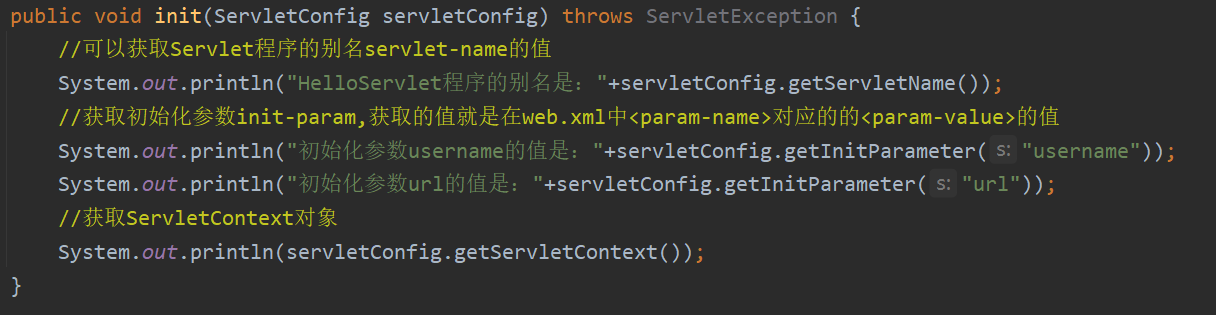 public void init(ServletConfig servletConfig) throws ServletException {
//可以获取Servlet程序的别名servlet-name的值
System.out.println("HelloServlet程序的别名是："+servletConfig.getServletName());
//获取初始化参数init-param,获取的值就是在web.xml中<param-name>对应的的<param-value>的值
System.out.println("初始化参数username的值是："+servletConfig.getInitParameter( s: "username"));
System.out.println("初始化参数url的值是："+servletConfig.getInitParameter( s: "url"));
//获取ServletContext对象
System.out.println(servletConfig.getServletContext());
}